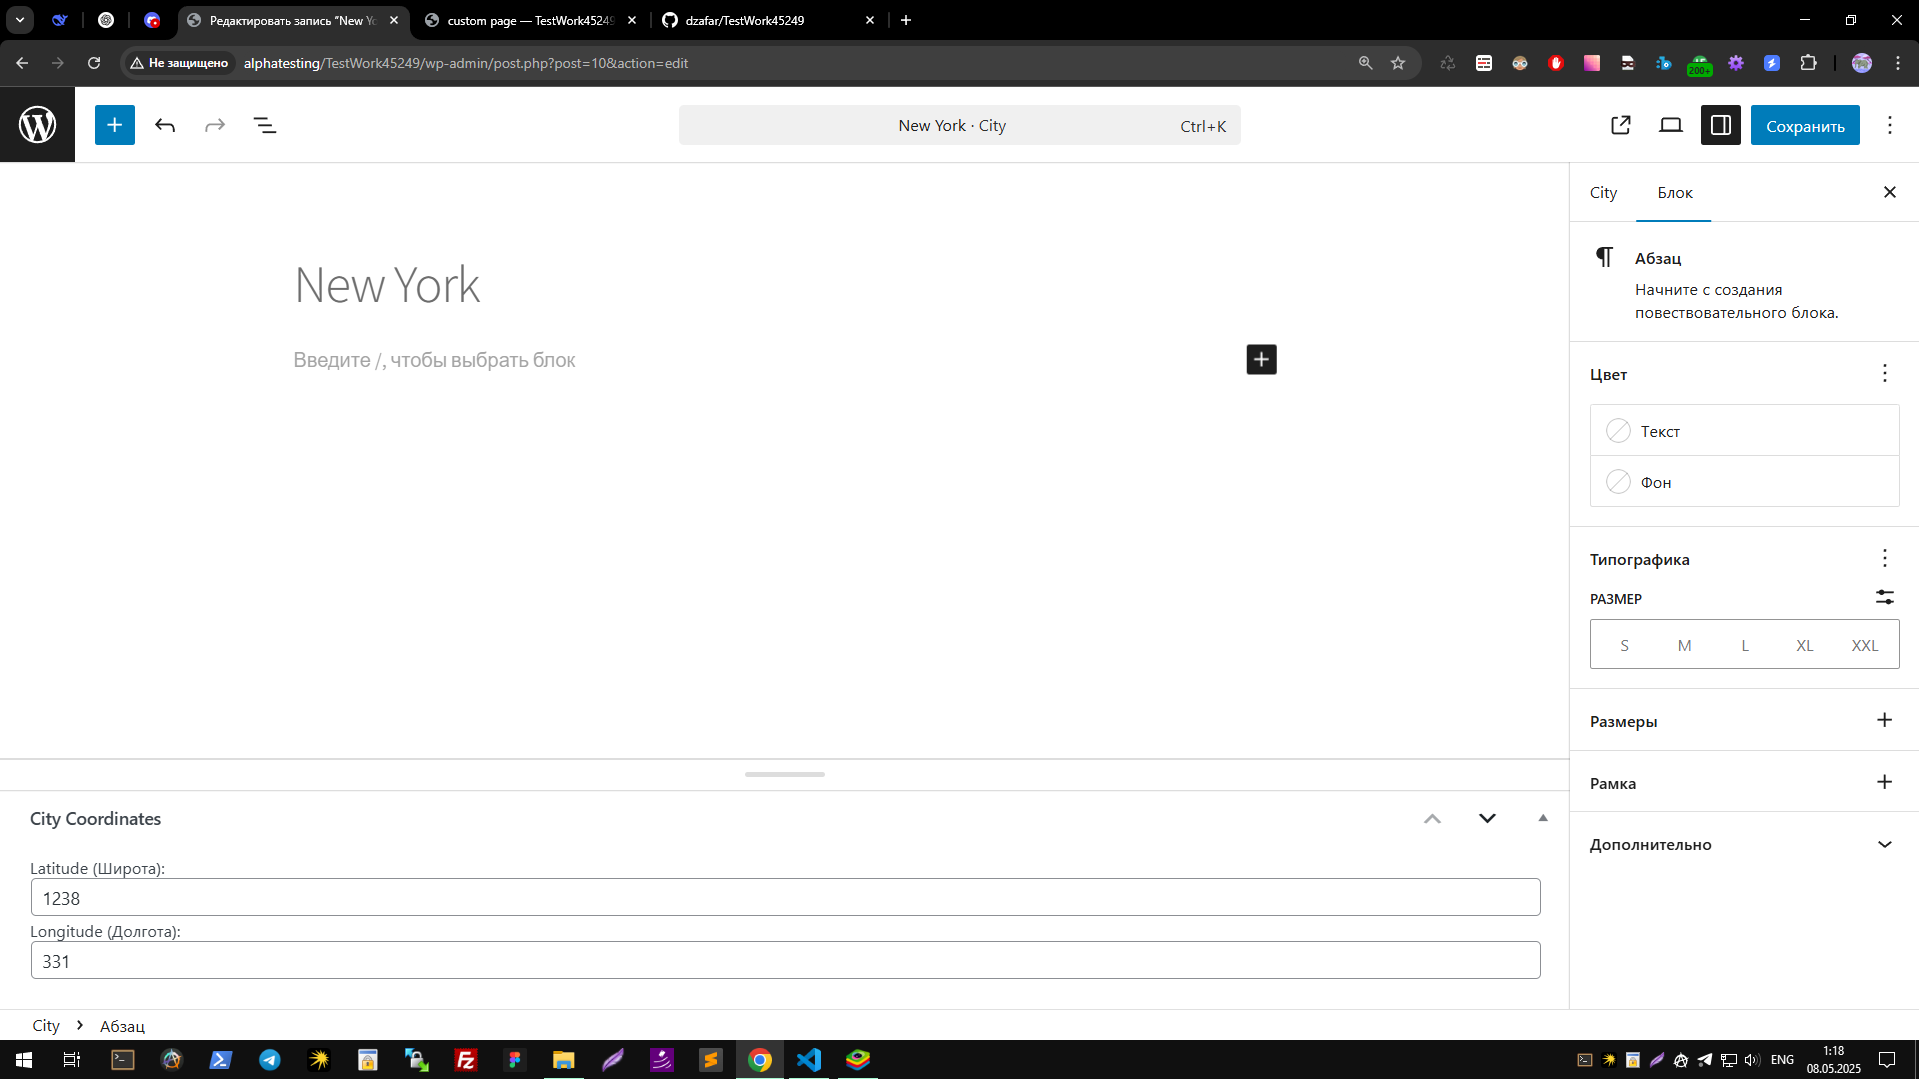 Редактировать запись "New Yo
custom page — TestWork45249
dzafar/TestWork45249
Не защищено
alphatesting/TestWork45249/wp-admin/post.php?post=10&action=edit
200+
New York · City
Ctrl+K
Сохранить
City
Блок
Абзац
Начните с создания
повествовательного блока.
New York
Введите /, чтобы выбрать блок
Цвет
Текст
Фон
Типографика
РАЗМЕР
S M L XL XXL
Размеры
Рамка
Дополнительно
City Coordinates
Latitude (Широта):
1238
Longitude (Долгота):
331
City
Абзац
ENG
1:18
08.05.2025